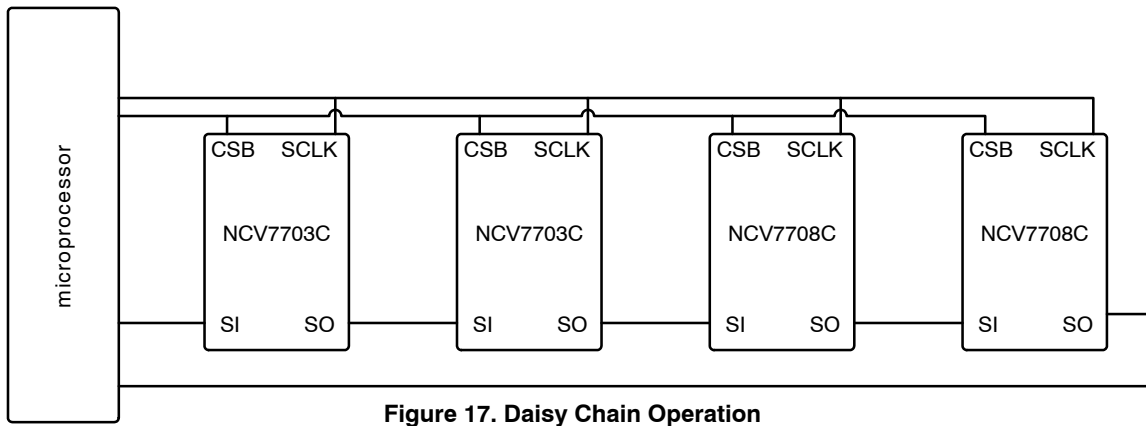 microprocessor
CSB SCLK
NCV7703C
SI SO
CSB SCLK
NCV7703C
SI SO
CSB SCLK
NCV7708C
SI SO
CSB SCLK
NCV7708C
SI SO
Figure 17. Daisy Chain Operation